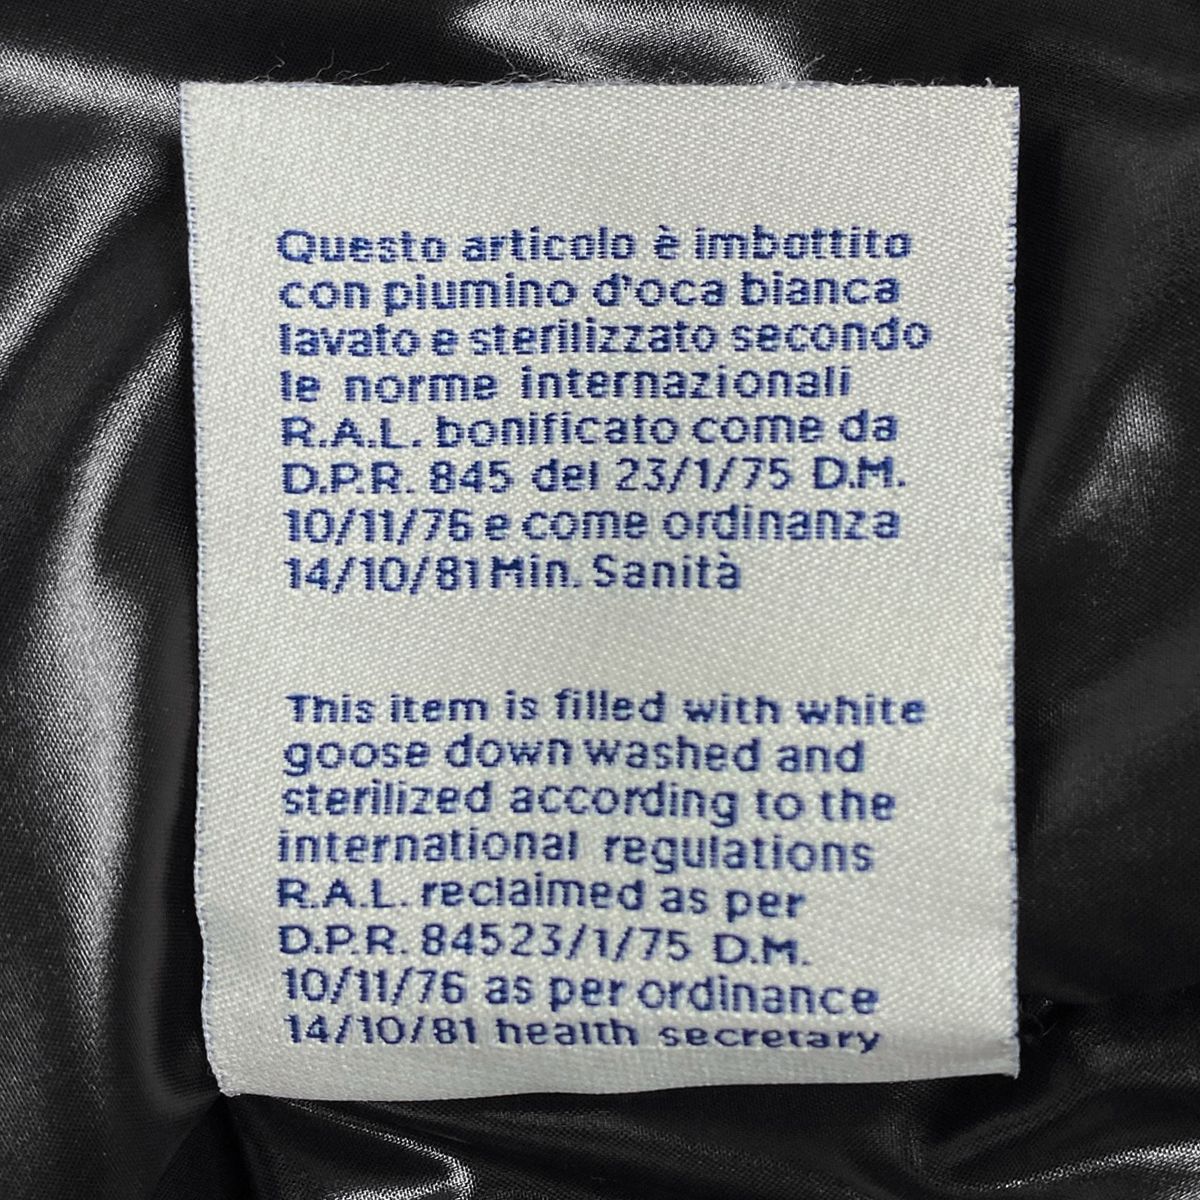 Questo articolo è imbottito
con piumino d'oca bianca
lavato e sterilizzato secondo
le norme internazionali
R.A.L. bonificato come da
D.P.R. 845 del 23/1/75 D.M.
10/11/76 e come ordinanza
14/10/81 Min. Sanità
This item is filled with white
goose down washed and
sterilized according to the
international regulations
R.A.L. reclaimed as per
D.P.R. 84523/1/75 D.M.
10/11/76 as per ordinance
14/10/81 health secretary